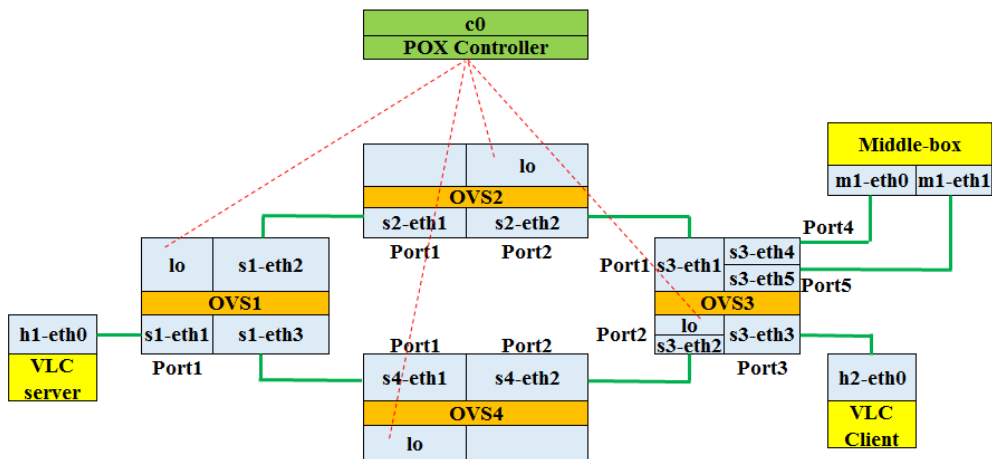 c0
POX Controller
lo
OVS2
s2-eth1 s2-eth2
Port1 Port2
Middle-box
m1-eth0 m1-eth1
Port4
lo s1-eth2
OVS1
s1-eth1 s1-eth3
Port1
h1-eth0
VLC
server
Port1
s3-eth1 s3-eth4
s3-eth5
Port5
OVS3
Port2
lo
s3-eth2
s3-eth3
Port3
Port1 Port2
s4-eth1 s4-eth2
OVS4
lo
h2-eth0
VLC
Client